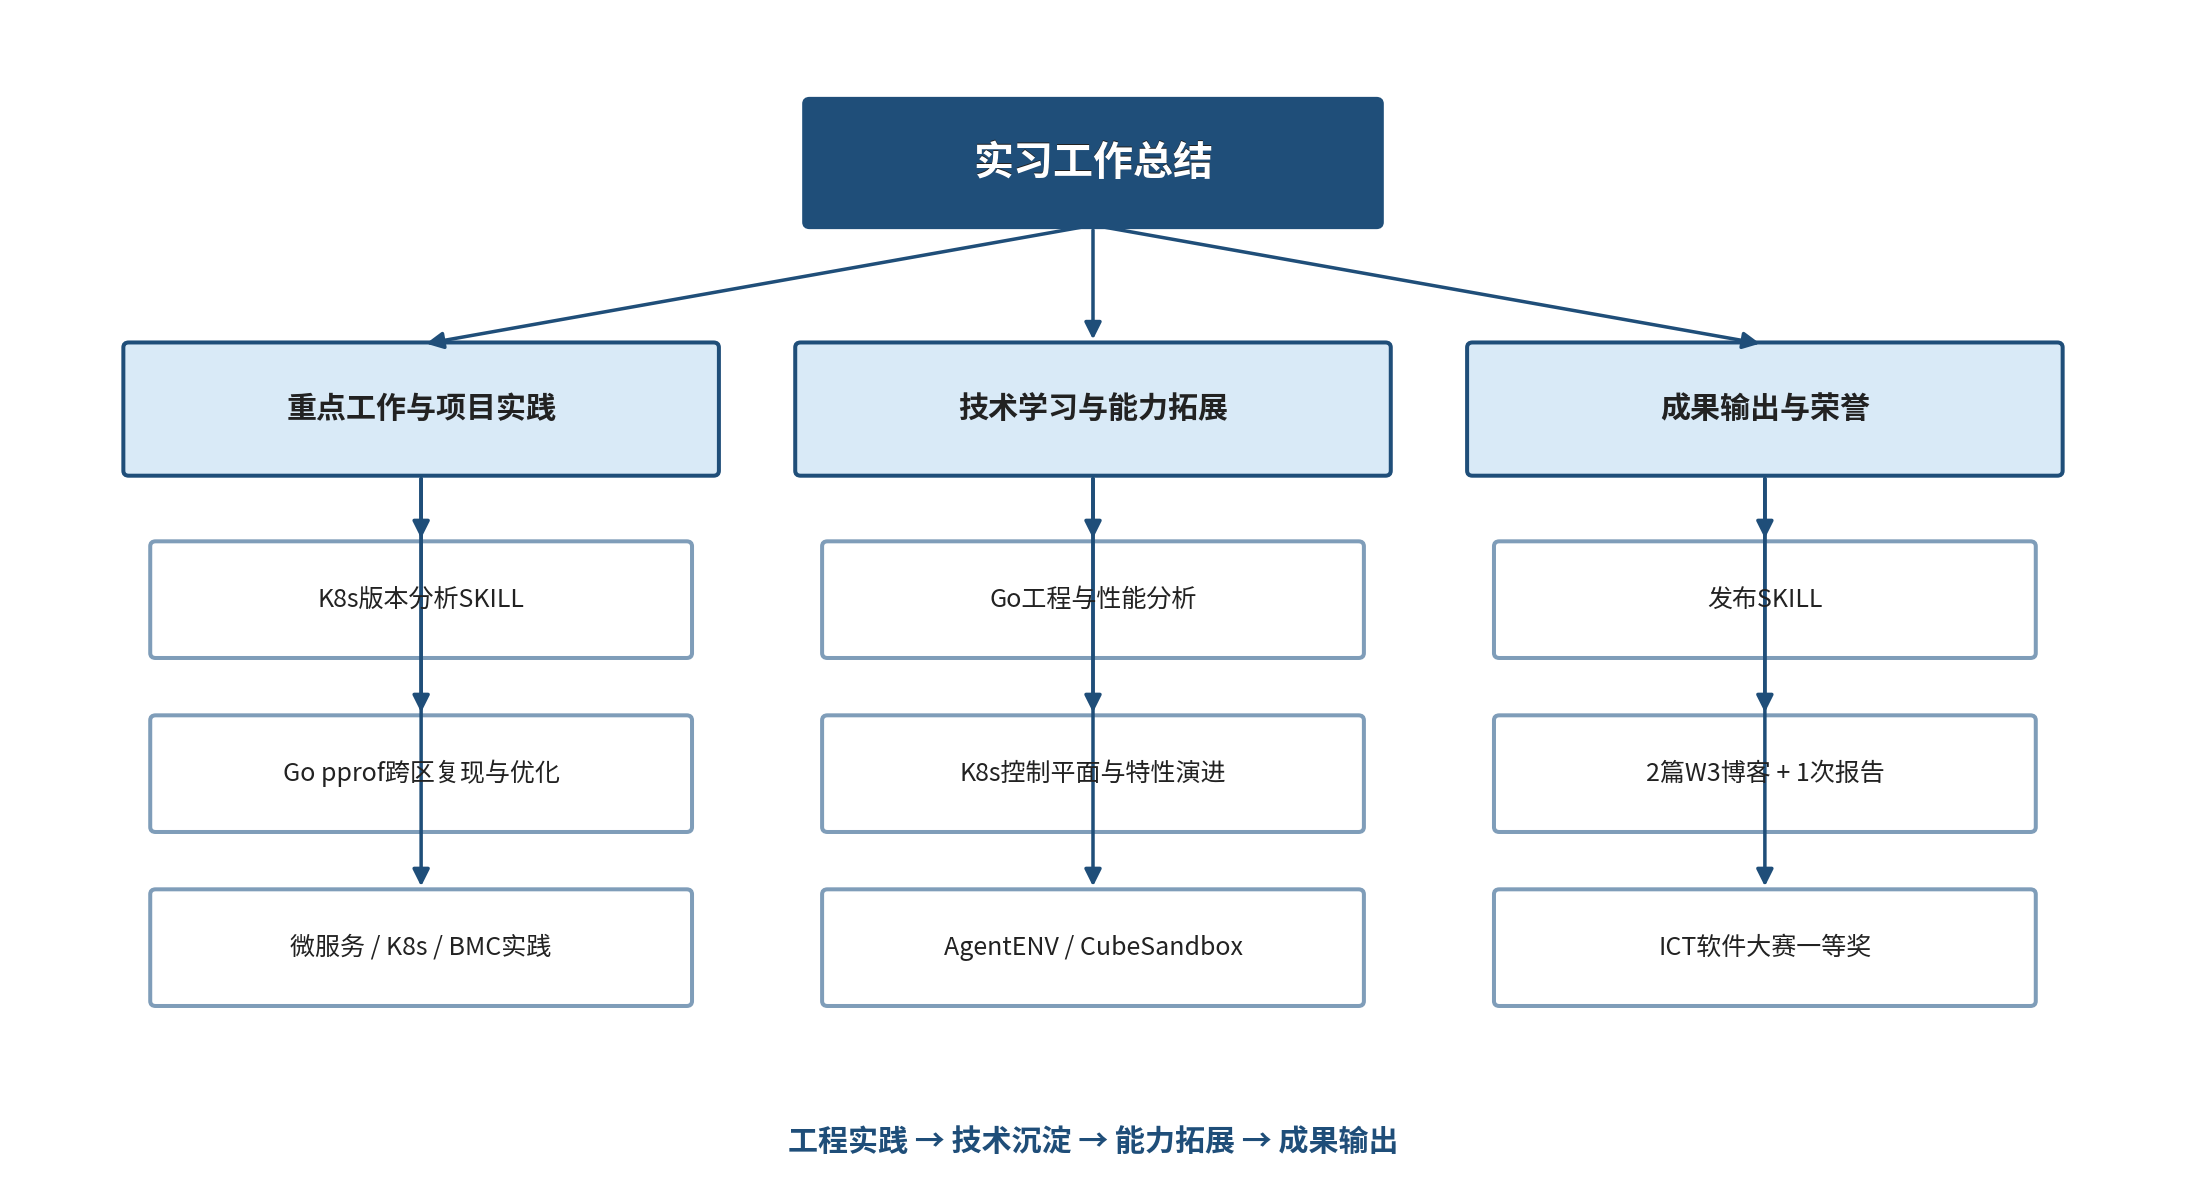 实习工作总结
重点工作与项目实践
技术学习与能力拓展
成果输出与荣誉
K8s版本分析SKILL
Go工程与性能分析
发布SKILL
Go pprof跨区复现与优化
K8s控制平面与特性演进
2篇W3博客 + 1次报告
微服务 / K8s / BMC实践
AgentENV / CubeSandbox
ICT软件大赛一等奖
工程实践 → 技术沉淀 → 能力拓展 → 成果输出